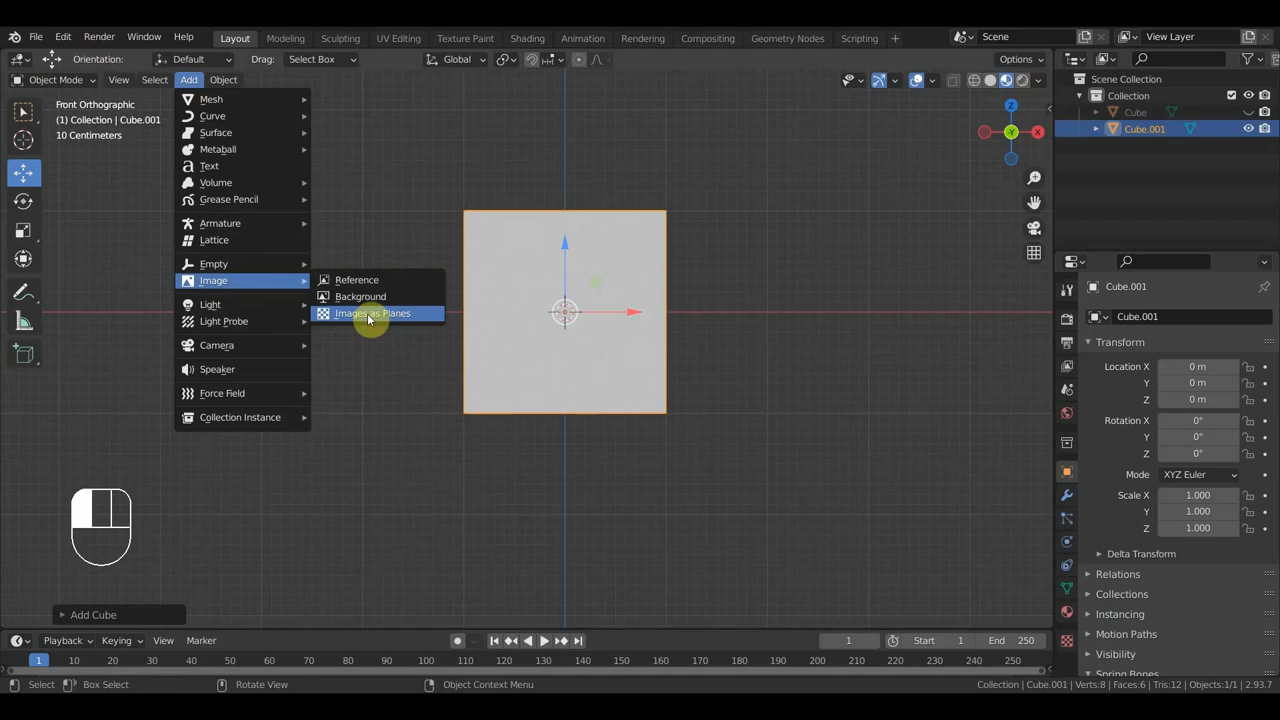 File Edit Render Window Help Layout Modeling Sculpting UV Editing Texture Paint Shading Animation Rendering Compositing Geometry Nodes Scripting + Scene View Layer
Orientation: Default Drag: Select Box Global Options
Object Mode View Select Add Object
Front Orthographic
(1) Collection | Cube.001
10 Centimeters
Mesh
Curve
Surface
Metaball
Text
Volume
Grease Pencil
Armature
Lattice
Empty
Image
Light
Light Probe
Camera
Speaker
Force Field
Collection Instance
Reference
Background
Images as Planes
Z
X
-Y
Scene Collection
Collection
Cube
Cube.001
Cube.001
Cube.001
Transform
Location X 0 m
Y 0 m
Z 0 m
Rotation X 0°
Y 0°
Z 0°
Mode XYZ Euler
Scale X 1.000
Y 1.000
Z 1.000
Delta Transform
Relations
Collections
Instancing
Motion Paths
Visibility
Spring Bones
Add Cube
Playback Keying View Marker 1 Start 1 End 250
1 10 20 30 40 50 60 70 80 90 100 110 120 130 140 150 160 170 180 190 200 210 220 230 240 250
Select Box Select Rotate View Object Context Menu Collection | Cube.001 | Verts:8 | Faces:6 | Tris:12 | Objects:1/1 | 2.93.7